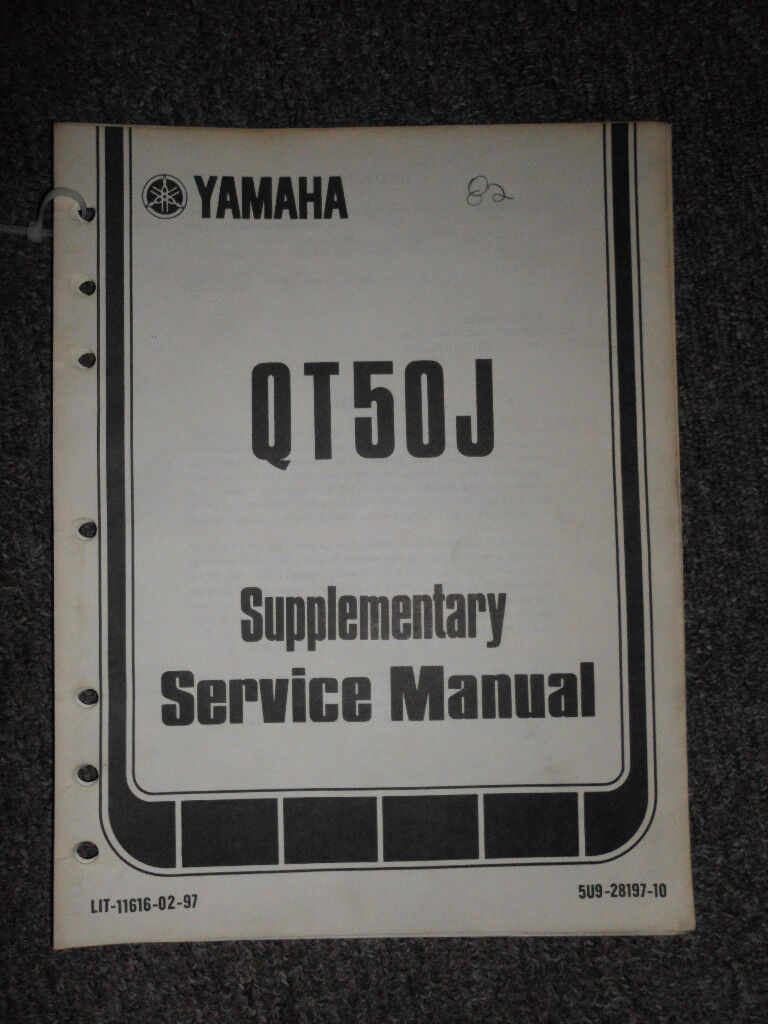 YAMAHA 82
QT50J
Supplementary
Service Manual
LIT-11616-02-97 5U9-28197-10